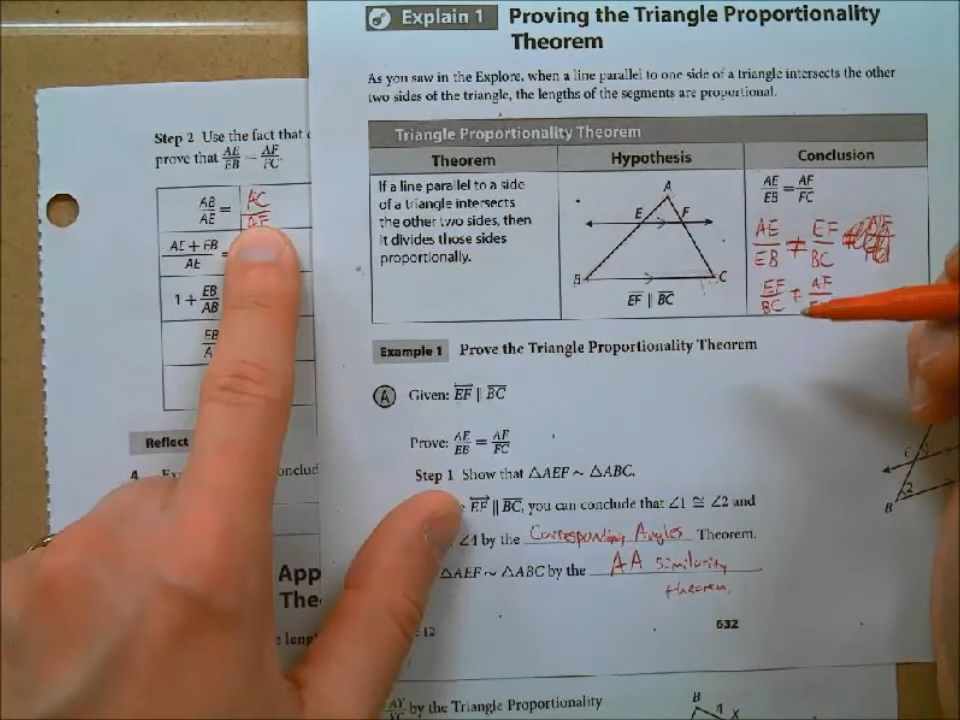 Explain 1 Proving the Triangle Proportionality
Theorem
As you saw in the Explore, when a line parallel to one side of a triangle intersects the other
two sides of the triangle, the lengths of the segments are proportional.
Triangle Proportionality Theorem
Theorem Hypothesis Conclusion
If a line parallel to a side
of a triangle intersects
the other two sides, then
it divides those sides
proportionally.
A
E F
B C
EF ∥ BC
AE/EB = AF/FC
AE/EB ≠ EF/BC
EF/BC ≠ AF
Example 1 Prove the Triangle Proportionality Theorem
A Given: EF ∥ BC
Prove: AE/EB = AF/FC
Step 1 Show that △AEF ~ △ABC.
EF ∥ BC, you can conclude that ∠1 ≅ ∠2 and
∠4 by the Corresponding Angles Theorem.
△AEF ~ △ABC by the AA Similarity
theorem.
632
Step 2 Use the fact that
prove that AE/EB = AF/FC.
AB/AE = AC/AF
AE + EB/AE =
1 + EB/AB
EB
Reflect
4
App
The
= 12
B
2
AY by the Triangle Proportionality
B
4 X